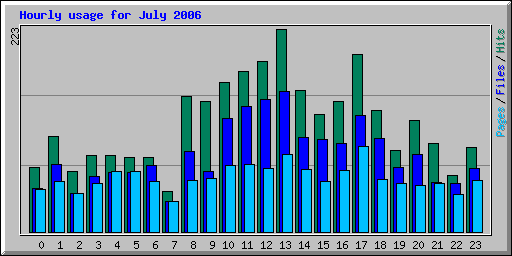 Hourly usage for July 2006
223
Pages / Files / Hits
0 1 2 3 4 5 6 7 8 9 10 11 12 13 14 15 16 17 18 19 20 21 22 23